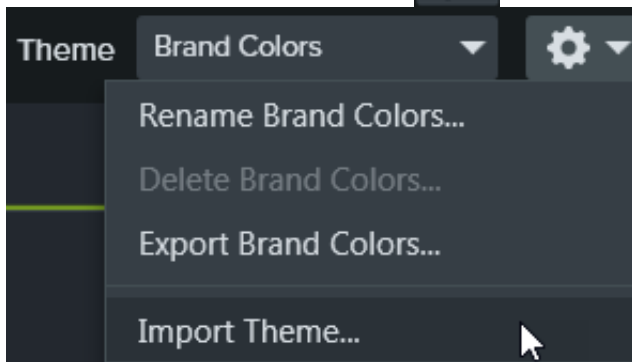 Theme Brand Colors
Rename Brand Colors...
Delete Brand Colors...
Export Brand Colors...
Import Theme...